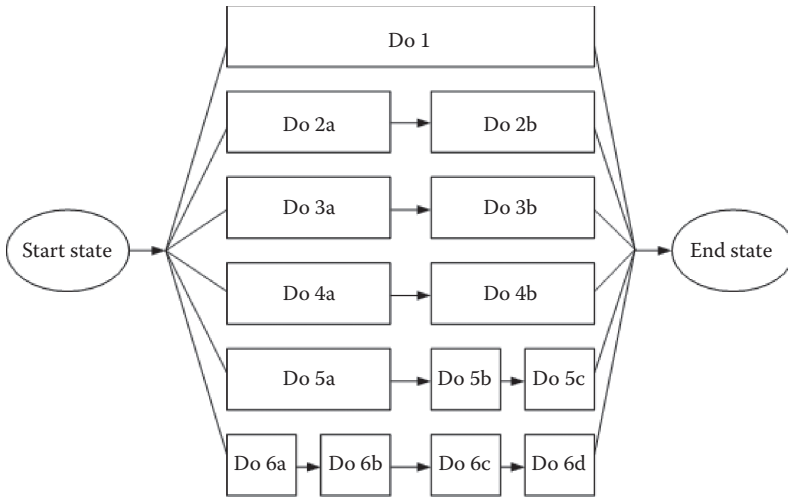 Do 1
Do 2a
Do 2b
Do 3a
Do 3b
Start state
End state
Do 4a
Do 4b
Do 5a
Do 5b
Do 5c
Do 6a
Do 6b
Do 6c
Do 6d